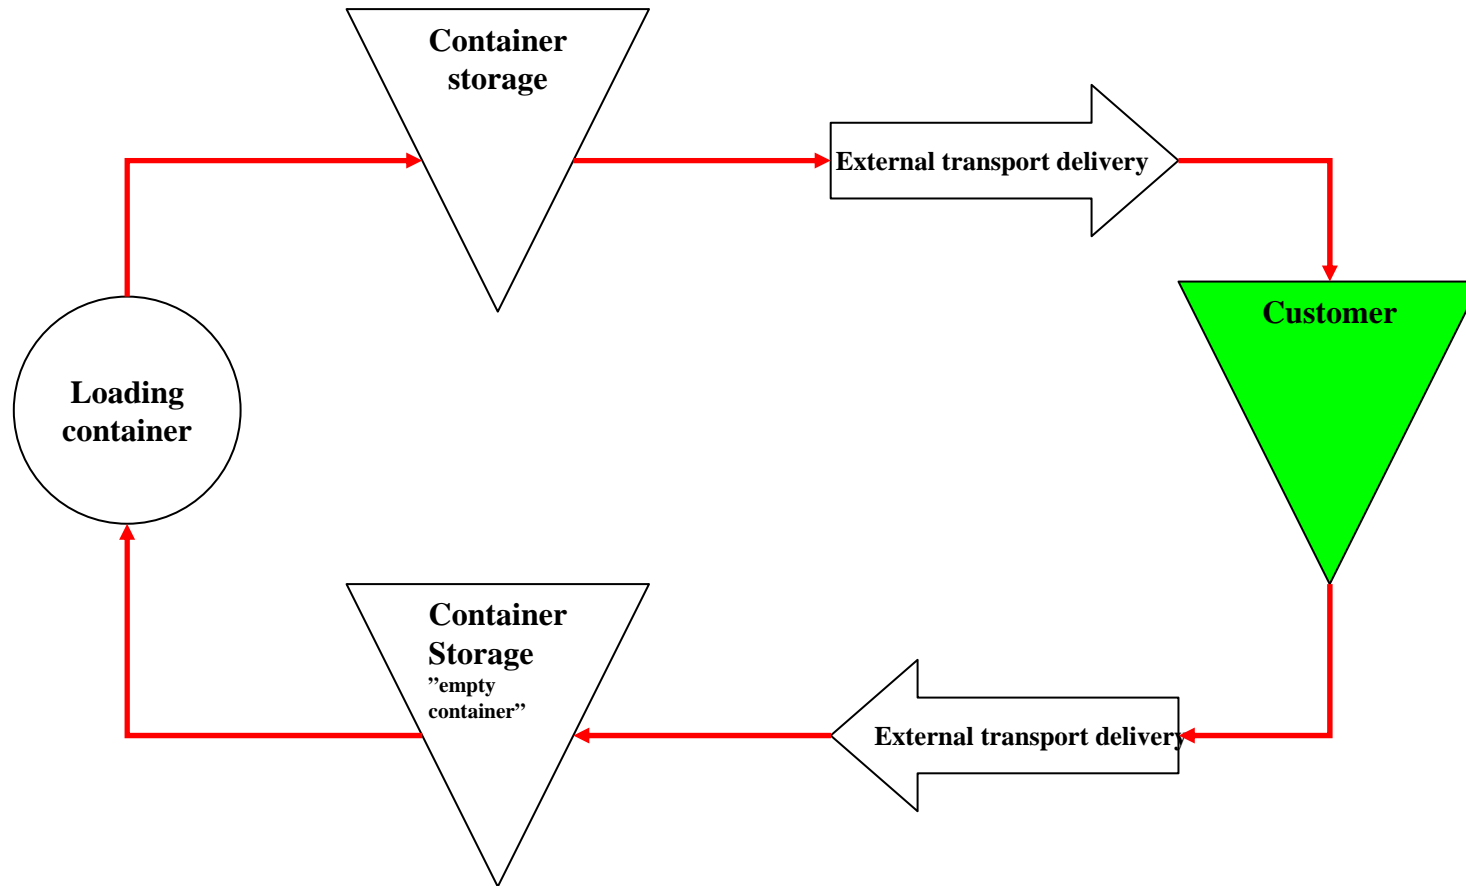 Container
storage
External transport delivery
Customer
Loading
container
Container
Storage
”empty
container”
External transport delivery